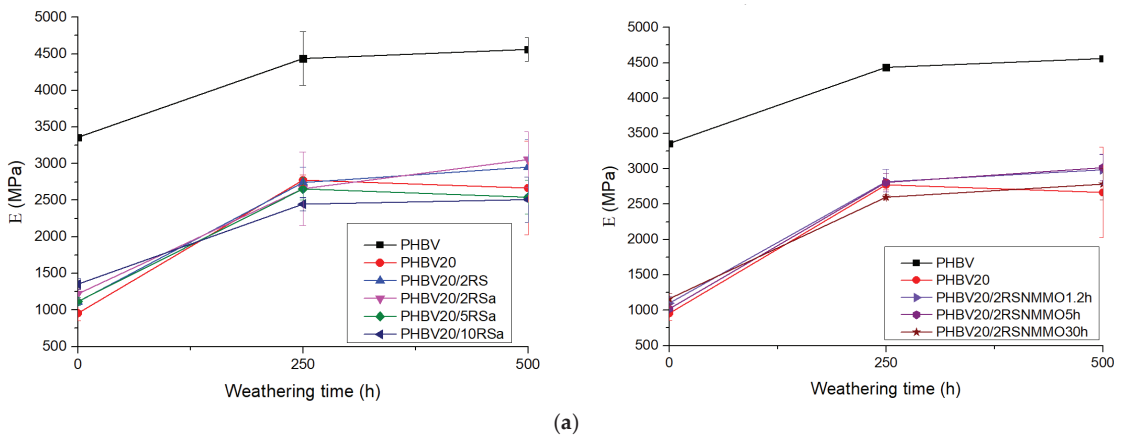 5000
4500
4000
3500
3000
2500
2000
1500
1000
500
E (MPa)
0
250
500
Weathering time (h)
PHBV
PHBV20
PHBV20/2RS
PHBV20/2RSa
PHBV20/5RSa
PHBV20/10RSa
5000
4500
4000
3500
3000
2500
2000
1500
1000
500
E (MPa)
0
250
500
Weathering time (h)
PHBV
PHBV20
PHBV20/2RSNMMO1.2h
PHBV20/2RSNMMO5h
PHBV20/2RSNMMO30h
(a)